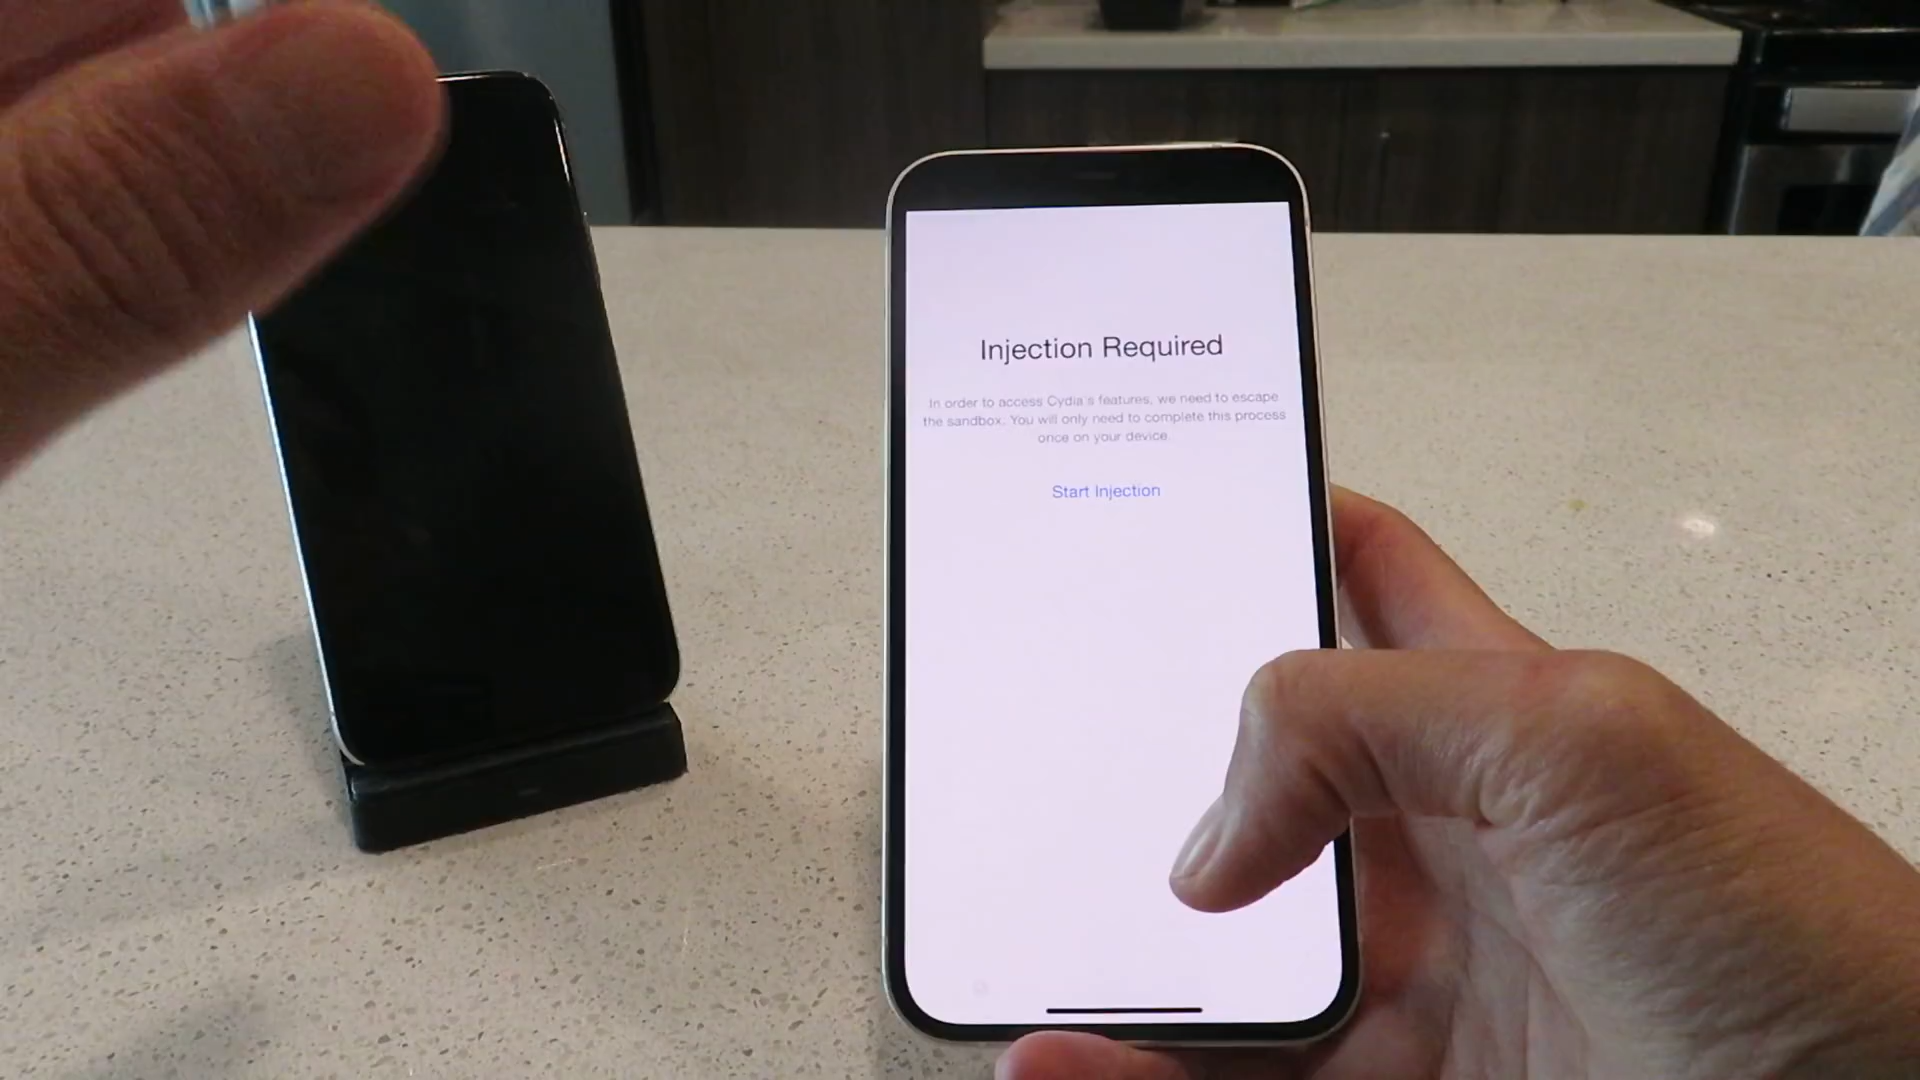 Injection Required
In order to access Cydia's features, we need to escape
the sandbox. You will only need to complete this process
once on your device.
Start Injection